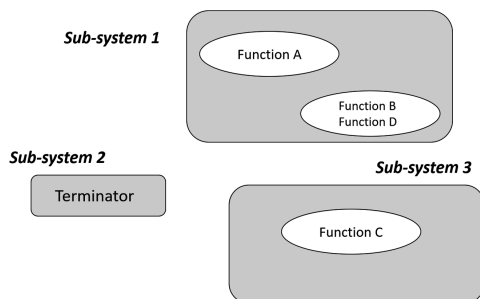 Sub-system 1
Function A
Function B
Function D
Sub-system 2
Terminator
Sub-system 3
Function C